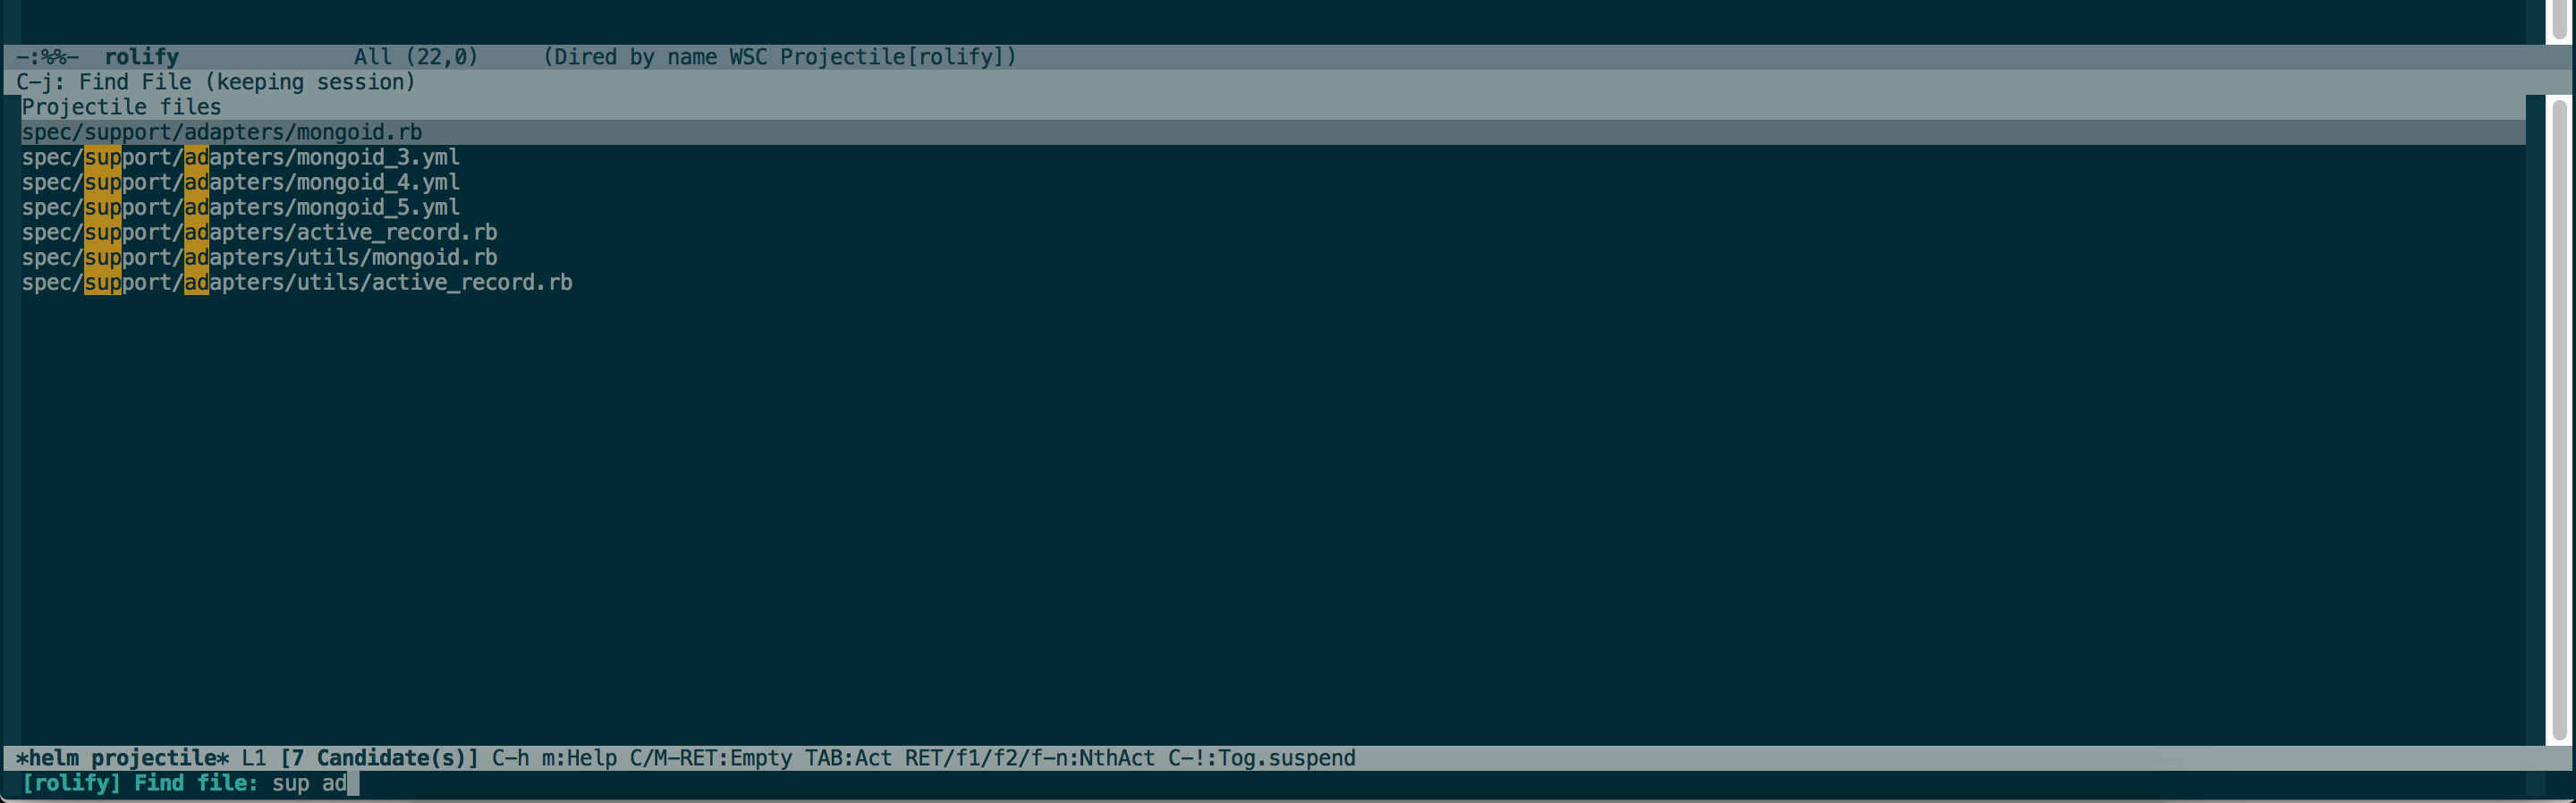 -:%%-  rolify              All (22,0)     (Dired by name WSC Projectile[rolify])
C-j: Find File (keeping session)
Projectile files
spec/support/adapters/mongoid.rb
spec/support/adapters/mongoid_3.yml
spec/support/adapters/mongoid_4.yml
spec/support/adapters/mongoid_5.yml
spec/support/adapters/active_record.rb
spec/support/adapters/utils/mongoid.rb
spec/support/adapters/utils/active_record.rb
*helm projectile* L1 [7 Candidate(s)] C-h m:Help C/M-RET:Empty TAB:Act RET/f1/f2/f-n:NthAct C-!:Tog.suspend
[rolify] Find file: sup ad